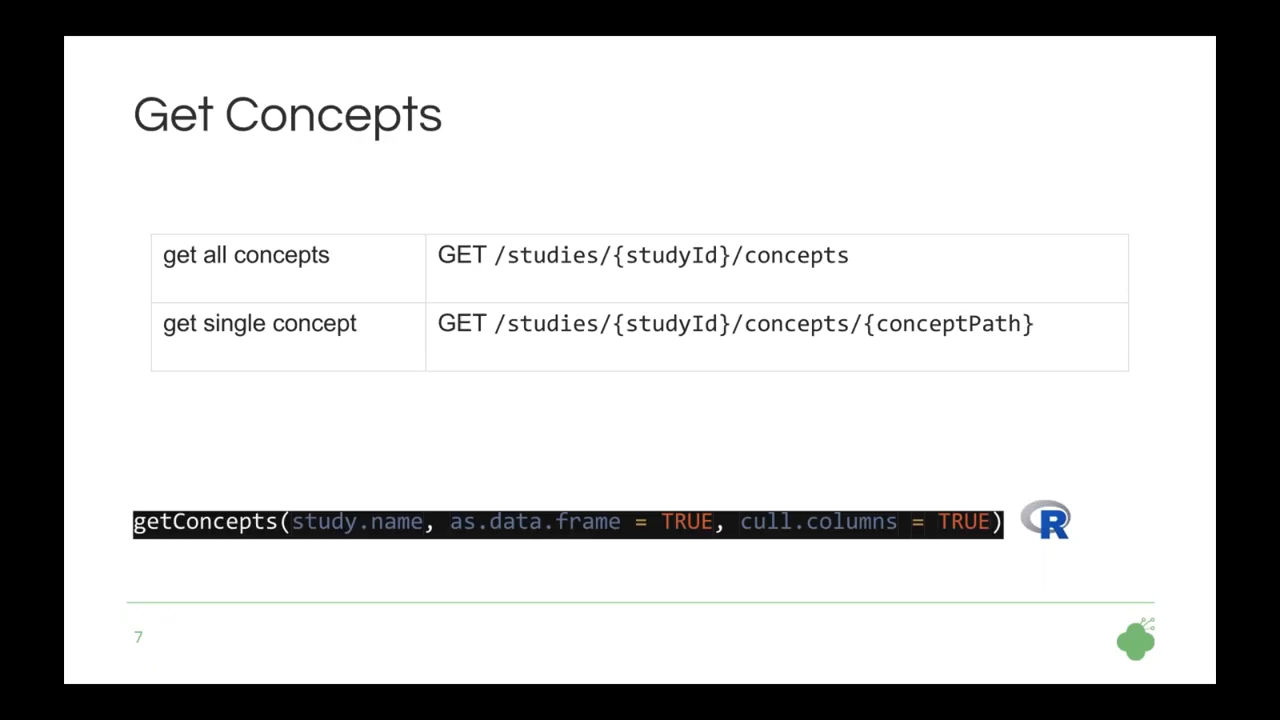 Get Concepts
get all concepts GET /studies/{studyId}/concepts
get single concept GET /studies/{studyId}/concepts/{conceptPath}
getConcepts(study.name, as.data.frame = TRUE, cull.columns = TRUE) R
7